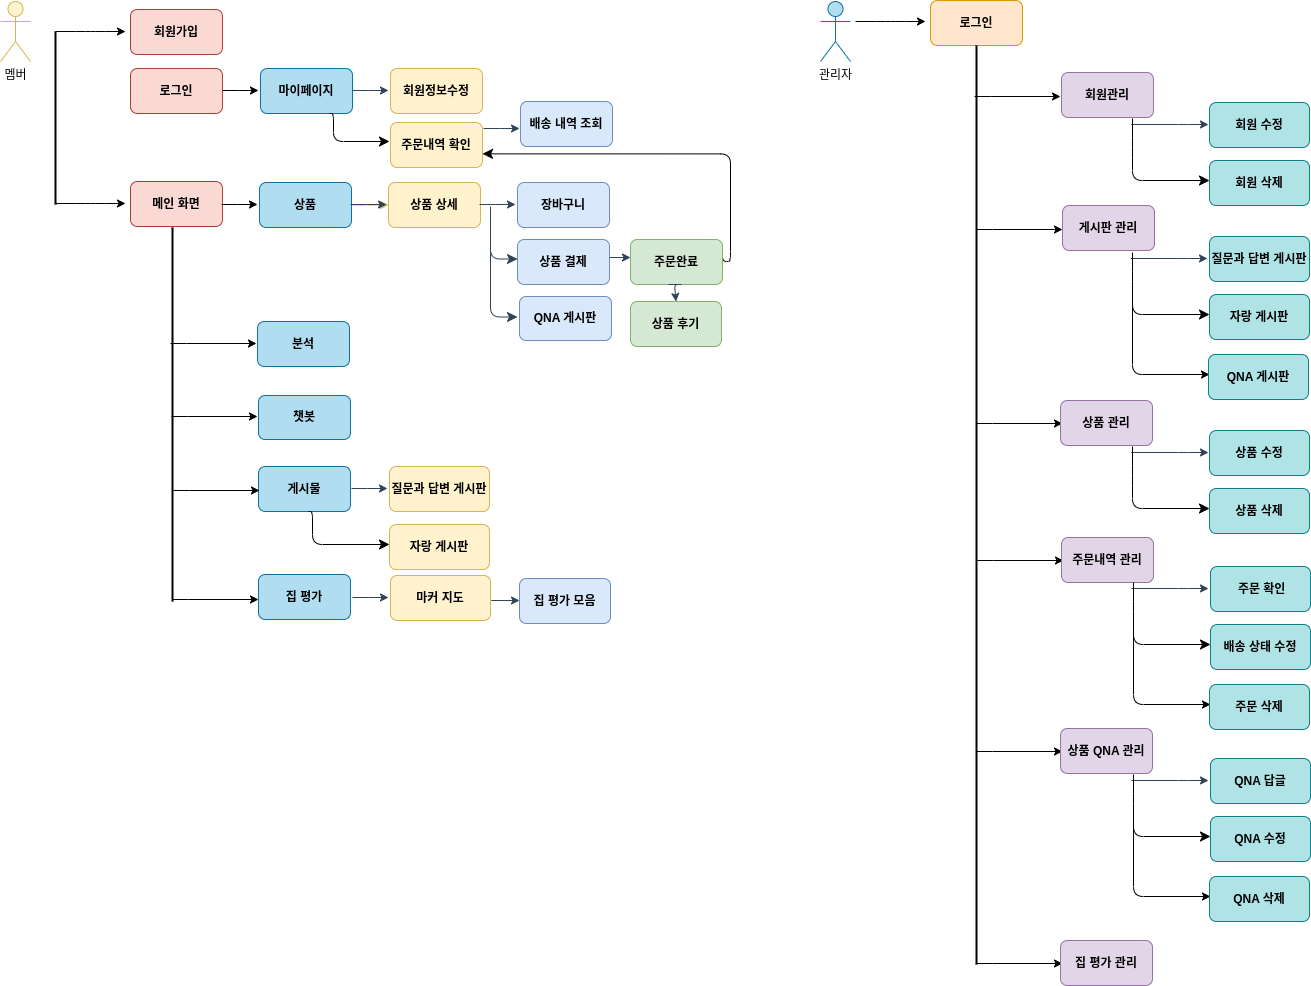 멤버
회원가입
로그인
마이페이지
회원정보수정
주문내역 확인
배송 내역 조회
메인 화면
상품
상품 상세
장바구니
상품 결제
주문완료
QNA 게시판
상품 후기
분석
챗봇
게시물
질문과 답변 게시판
자랑 게시판
집 평가
마커 지도
집 평가 모음
관리자
로그인
회원관리
회원 수정
회원 삭제
게시판 관리
질문과 답변 게시판
자랑 게시판
QNA 게시판
상품 관리
상품 수정
상품 삭제
주문내역 관리
주문 확인
배송 상태 수정
주문 삭제
상품 QNA 관리
QNA 답글
QNA 수정
QNA 삭제
집 평가 관리